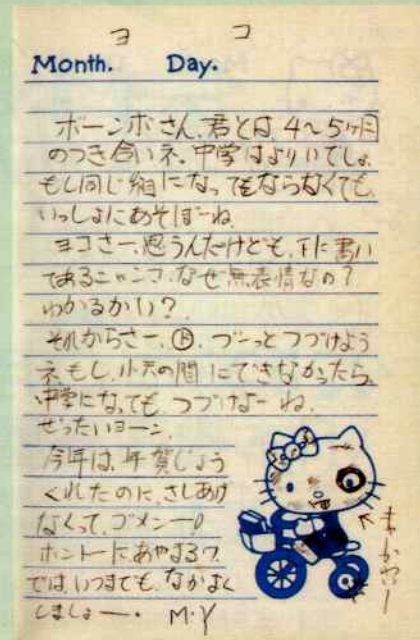 ヨ コ
Month. Day.
ボーンボさん、君とは、4〜5ヶ月
のつき合いネ。中学はよりいでしょ。
もし同じ組になってもならなくても、
いっしょにあそぼーね。
ヨコさー、思うんだけども、下に書い
てあるニャンコ、なぜ無表情なの?
わかるかい?
それからさー、Ⓑ、ヅーっとつづけよう
ネ。もし、小六の間にできなかったら、
中学になっても、つづけよーね。
ぜったいヨーン。
今年は、年賀じょう
くれたのに、さしあげ
なくって、ゴメンー!
ホントーにあやまるワ。
では、いつまでも、なかよく
しましょー。 M.Y